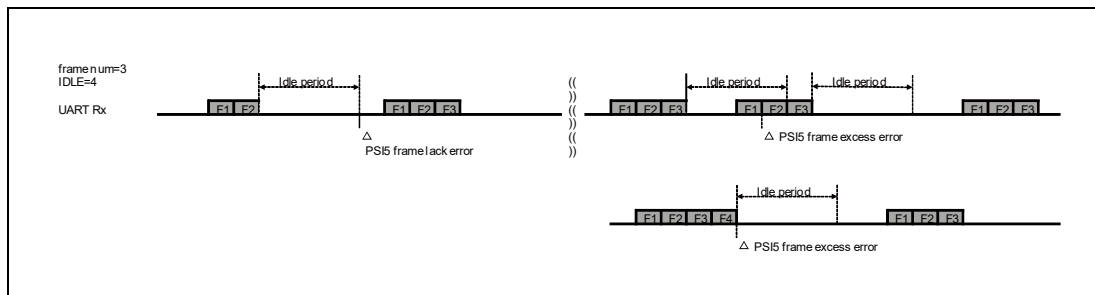 frame num=3
IDLE=4
UART Rx
Idle period
F1 F2
F1 F2 F3
PSI5 frame lack error
Idle period
Idle period
F1 F2 F3
F1 F2 F3
F1 F2 F3
PSI5 frame excess error
Idle period
F1 F2 F3 F4
F1 F2 F3
PSI5 frame excess error